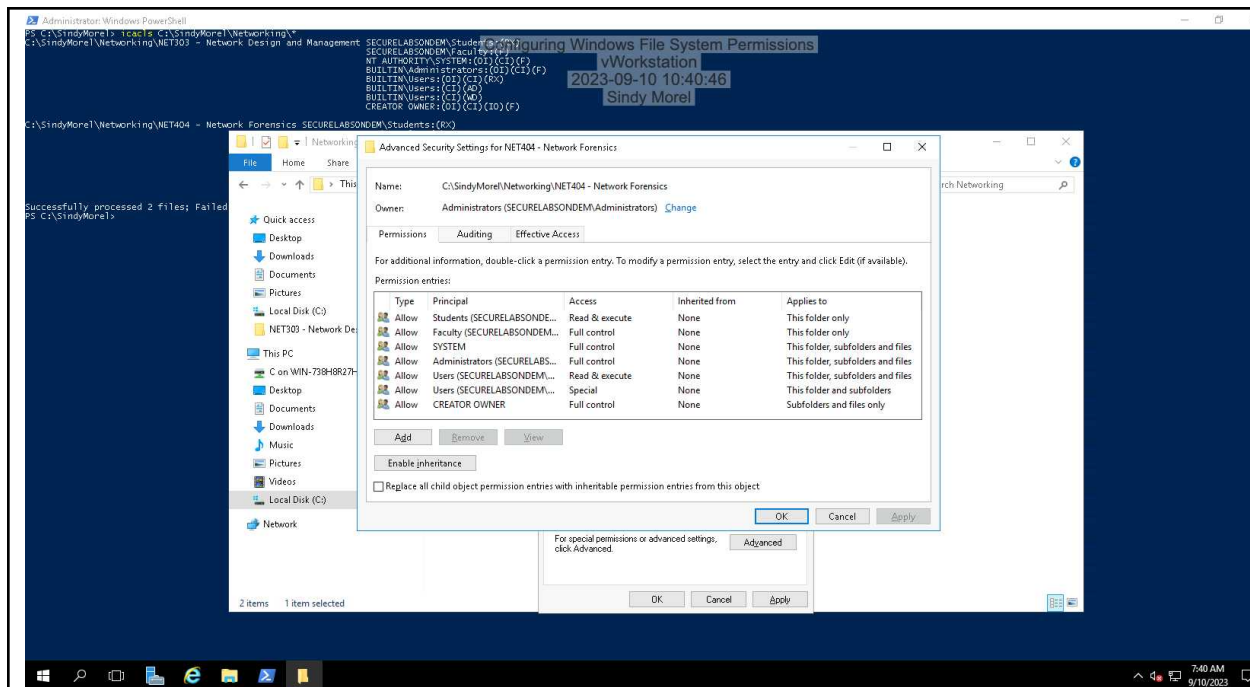 Administrator: Windows PowerShell
PS C:\SindyMorel> icacls C:\SindyMorel\Networking\*
C:\SindyMorel\Networking\NET303 - Network Design and Management SECURELABSONDEM\Students:(RX)
SECURELABSONDEM\Faculty:(F)
NT AUTHORITY\SYSTEM:(OI)(CI)(F)
BUILTIN\Administrators:(OI)(CI)(F)
BUILTIN\Users:(OI)(CI)(RX)
BUILTIN\Users:(CI)(AD)
BUILTIN\Users:(CI)(WD)
CREATOR OWNER:(OI)(CI)(IO)(F)
Configuring Windows File System Permissions
vWorkstation
2023-09-10 10:40:46
Sindy Morel
C:\SindyMorel\Networking\NET404 - Network Forensics SECURELABSONDEM\Students:(RX)
Successfully processed 2 files; Failed
PS C:\SindyMorel>
Networking
File Home Share
This
rch Networking
Quick access
Desktop
Downloads
Documents
Pictures
Local Disk (C:)
NET303 - Network De
This PC
C on WIN-738H8R27H
Desktop
Documents
Downloads
Music
Pictures
Videos
Local Disk (C:)
Network
2 items 1 item selected
Advanced Security Settings for NET404 - Network Forensics
Name: C:\SindyMorel\Networking\NET404 - Network Forensics
Owner: Administrators (SECURELABSONDEM\Administrators) Change
Permissions Auditing Effective Access
For additional information, double-click a permission entry. To modify a permission entry, select the entry and click Edit (if available).
Permission entries:
Type Principal Access Inherited from Applies to
Allow Students (SECURELABSONDE... Read & execute None This folder only
Allow Faculty (SECURELABSONDEM... Full control None This folder only
Allow SYSTEM Full control None This folder, subfolders and files
Allow Administrators (SECURELABS... Full control None This folder, subfolders and files
Allow Users (SECURELABSONDEM\... Read & execute None This folder, subfolders and files
Allow Users (SECURELABSONDEM\... Special None This folder and subfolders
Allow CREATOR OWNER Full control None Subfolders and files only
Add Remove View
Enable inheritance
Replace all child object permission entries with inheritable permission entries from this object
OK Cancel Apply
For special permissions or advanced settings, click Advanced.
Advanced
OK Cancel Apply
7:40 AM
9/10/2023